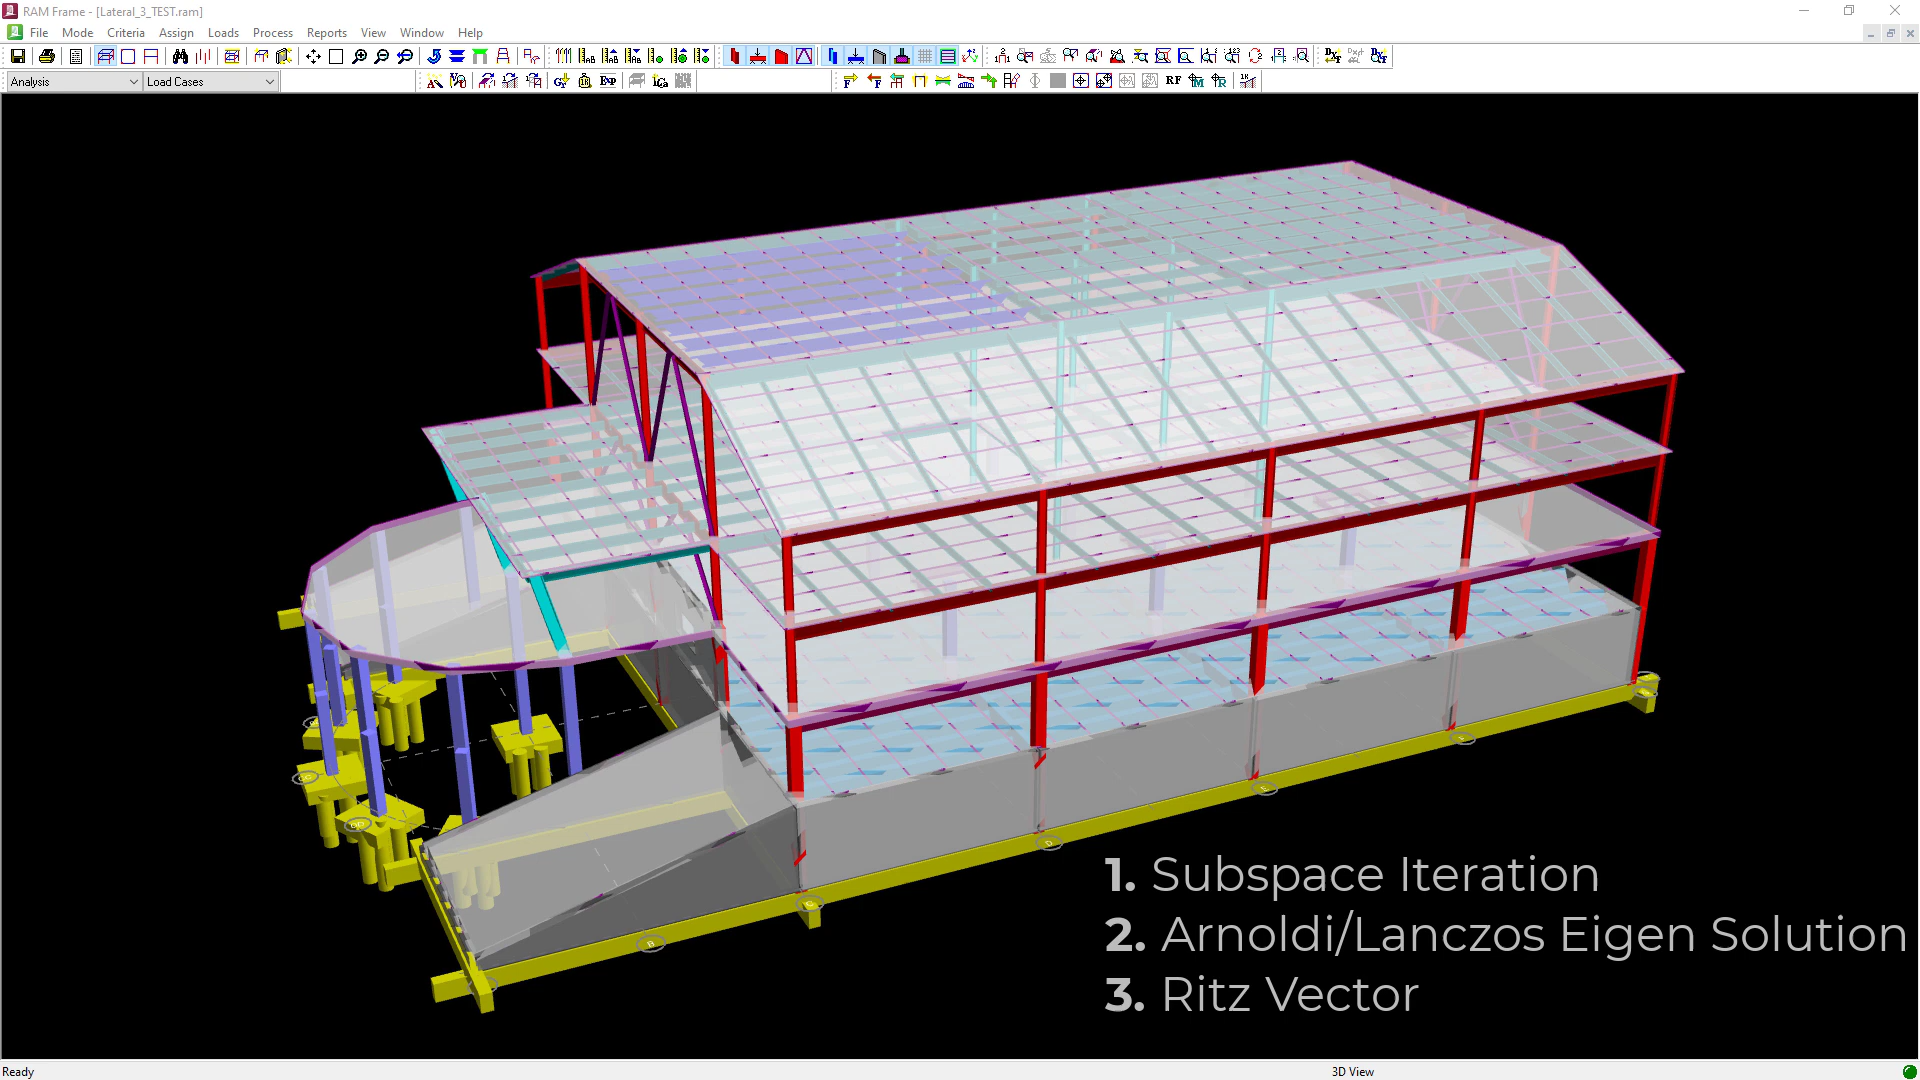 RAM Frame - [Lateral_3_TEST.ram]
File Mode Criteria Assign Loads Process Reports View Window Help
Analysis Load Cases
RF
B
1. Subspace Iteration
2. Arnoldi/Lanczos Eigen Solution
3. Ritz Vector
Ready 3D View